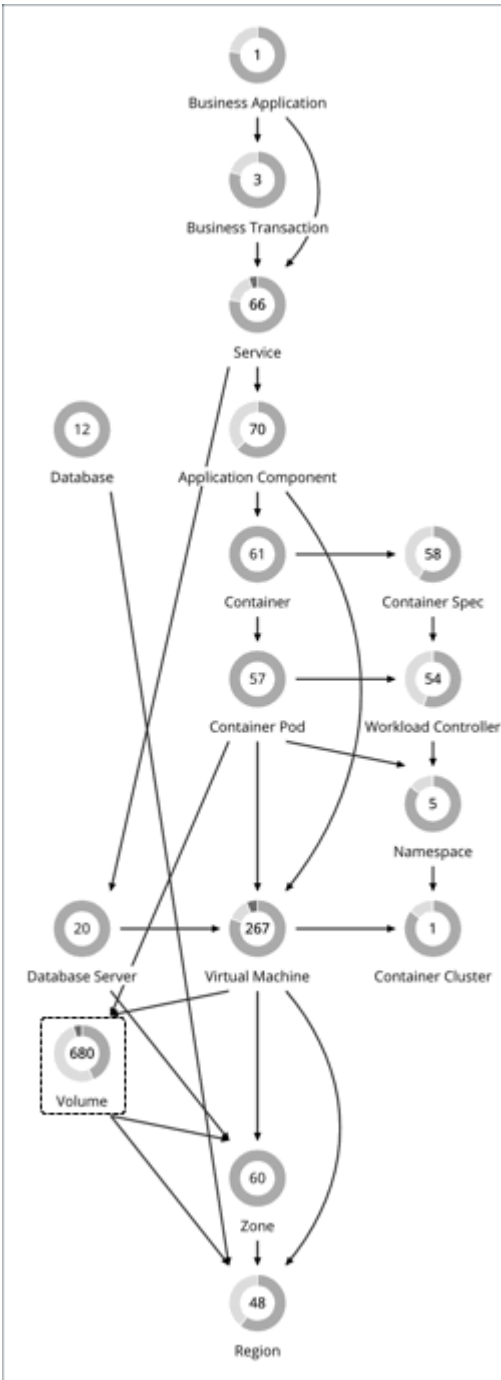 1
Business Application
3
Business Transaction
66
Service
12
Database
70
Application Component
61
Container
58
Container Spec
57
Container Pod
54
Workload Controller
5
Namespace
20
Database Server
267
Virtual Machine
1
Container Cluster
680
Volume
60
Zone
48
Region